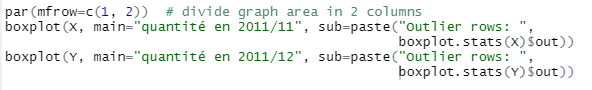 par(mfrow=c(1, 2))  # divide graph area in 2 columns
boxplot(X, main="quantité en 2011/11", sub=paste("Outlier rows: ",
                                                 boxplot.stats(X)$out))
boxplot(Y, main="quantité en 2011/12", sub=paste("Outlier rows: ",
                                                 boxplot.stats(Y)$out))